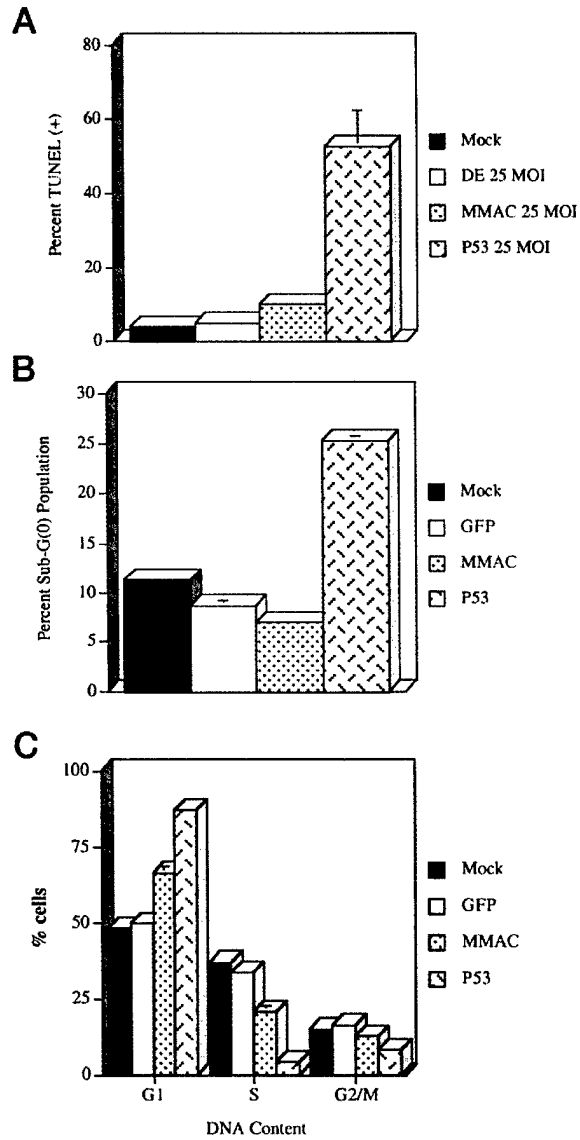 A
80
60
40
20
0
Percent TUNEL (+)
Mock
DE 25 MOI
MMAC 25 MOI
P53 25 MOI
B
30
25
20
15
10
5
0
Percent Sub-G(0) Population
Mock
GFP
MMAC
P53
C
100
75
50
25
0
% cells
G1 S G2/M
DNA Content
Mock
GFP
MMAC
P53